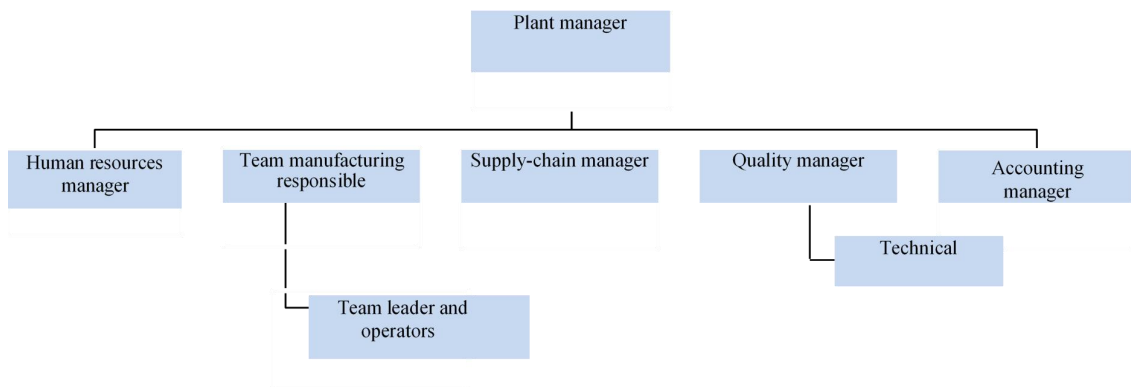 Plant manager
Human resources
manager
Team manufacturing
responsible
Supply-chain manager
Quality manager
Accounting
manager
Technical
Team leader and
operators